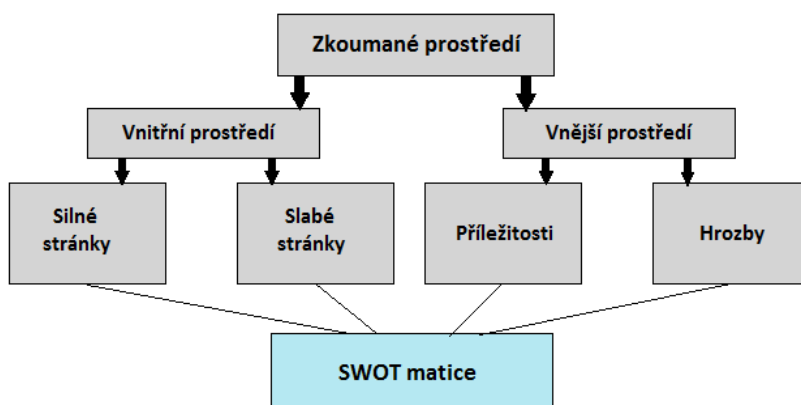 Zkoumané prostředí
Vnitřní prostředí
Vnější prostředí
Silné
stránky
Slabé
stránky
Příležitosti
Hrozby
SWOT matice